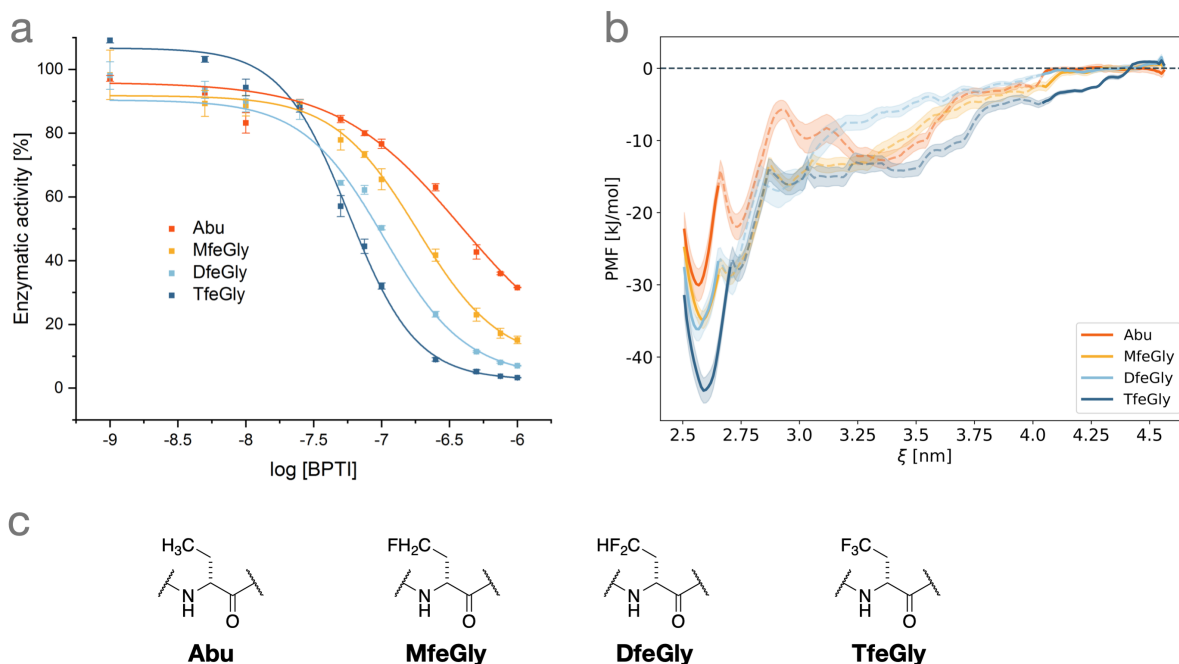 a
Enzymatic activity [%]
100
80
60
40
20
0
Abu
MfeGly
DfeGly
TfeGly
-9
-8.5
-8
-7.5
-7
-6.5
-6
log [BPTI]
b
PMF [kJ/mol]
0
-10
-20
-30
-40
Abu
MfeGly
DfeGly
TfeGly
2.5
2.75
3.0
3.25
3.5
3.75
4.0
4.25
4.5
ξ [nm]
c
H₃C
N
H
O
Abu
FH₂C
N
H
O
MfeGly
HF₂C
N
H
O
DfeGly
F₃C
N
H
O
TfeGly